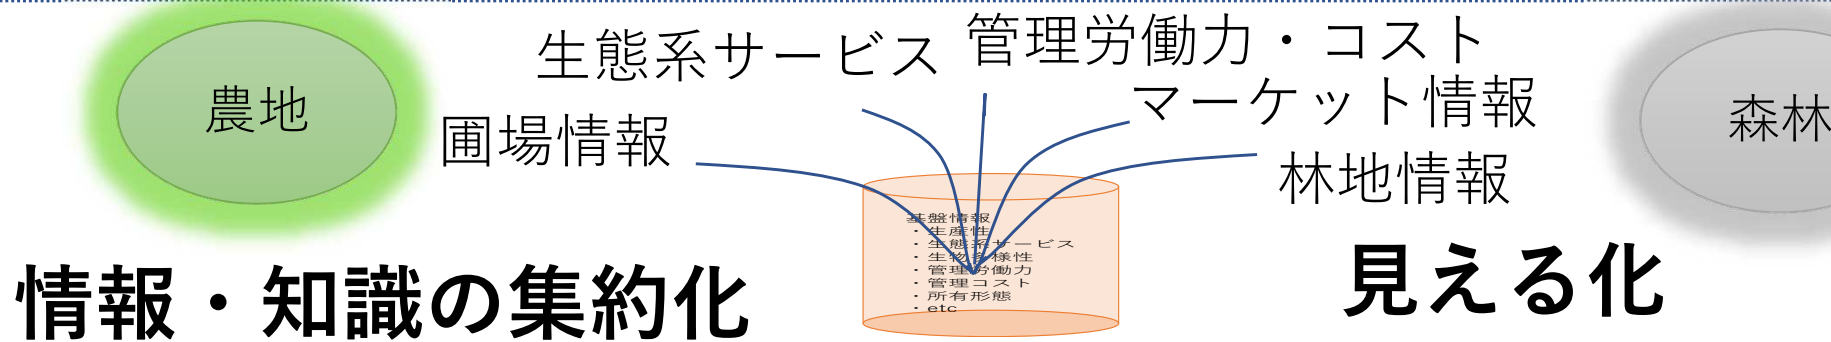 農地
生態系サービス
管理労働力・コスト
マーケット情報
圃場情報
林地情報
森林
基盤情報
・生産性
・生態系サービス
・生物多様性
・管理労働力
・管理コスト
・所有形態
・etc
情報・知識の集約化
見える化